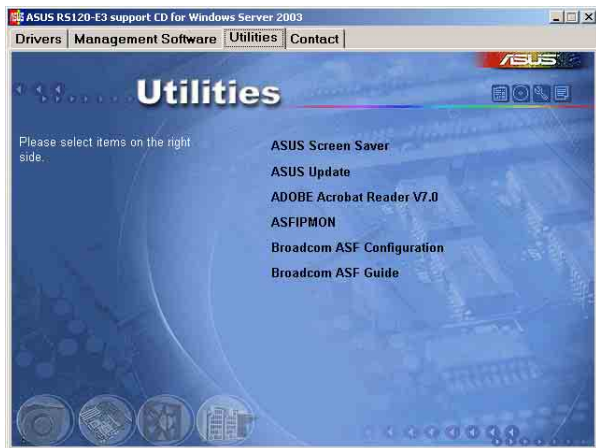 ASUS RS120-E3 support CD for Windows Server 2003
Drivers Management Software Utilities Contact
ASUS
Utilities
Please select items on the right
side.
ASUS Screen Saver
ASUS Update
ADOBE Acrobat Reader V7.0
ASFIPMON
Broadcom ASF Configuration
Broadcom ASF Guide